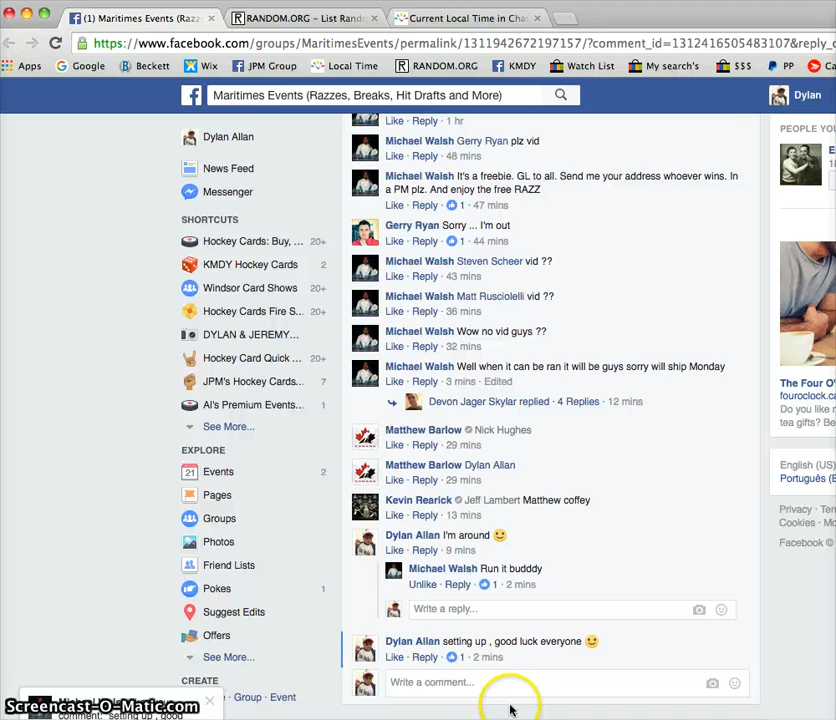 (1) Maritimes Events (Razz
RANDOM.ORG – List Rand
Current Local Time in Cha
https://www.facebook.com/groups/MaritimesEvents/permalink/1311942672197157/?comment_id=1312416505483107&reply_c
Apps Google Beckett Wix JPM Group Local Time RANDOM.ORG KMDY Watch List My search's $$$ PP
Maritimes Events (Razzes, Breaks, Hit Drafts and More)
Dylan
Dylan Allan
News Feed
Messenger
SHORTCUTS
Hockey Cards: Buy, ... 20+
KMDY Hockey Cards 2
Windsor Card Shows
Hockey Cards Fire S... 20+
DYLAN & JEREMY...
Hockey Card Quick ... 20+
JPM's Hockey Cards... 7
Al's Premium Events... 1
See More...
EXPLORE
Events 2
Pages
Groups
Photos
Friend Lists
Pokes 1
Suggest Edits
Offers
See More...
CREATE
Group · Event
Like · Reply · 1 hr
Michael Walsh Gerry Ryan plz vid
Like · Reply · 48 mins
Michael Walsh It's a freebie. GL to all. Send me your address whoever wins. In
a PM plz. And enjoy the free RAZZ
Like · Reply · 1 · 47 mins
Gerry Ryan Sorry ... I'm out
Like · Reply · 1 · 44 mins
Michael Walsh Steven Scheer vid ??
Like · Reply · 43 mins
Michael Walsh Matt Rusciolelli vid ??
Like · Reply · 36 mins
Michael Walsh Wow no vid guys ??
Like · Reply · 32 mins
Michael Walsh Well when it can be ran it will be guys sorry will ship Monday
Like · Reply · 3 mins · Edited
Devon Jager Skylar replied · 4 Replies · 12 mins
Matthew Barlow Nick Hughes
Like · Reply · 29 mins
Matthew Barlow Dylan Allan
Like · Reply · 29 mins
Kevin Rearick Jeff Lambert Matthew coffey
Like · Reply · 13 mins
Dylan Allan I'm around
Like · Reply · 9 mins
Michael Walsh Run it budddy
Unlike · Reply · 1 · 2 mins
Write a reply...
Dylan Allan setting up , good luck everyone
Like · Reply · 1 · 2 mins
Write a comment...
PEOPLE YO
The Four O'
fouroclock.ca
Do you like
tea gifts? Be
English (US)
Português (B
Privacy · Ter
Cookies · Mo
Facebook ©
Screencast-O-Matic.com
comment: "setting up , good